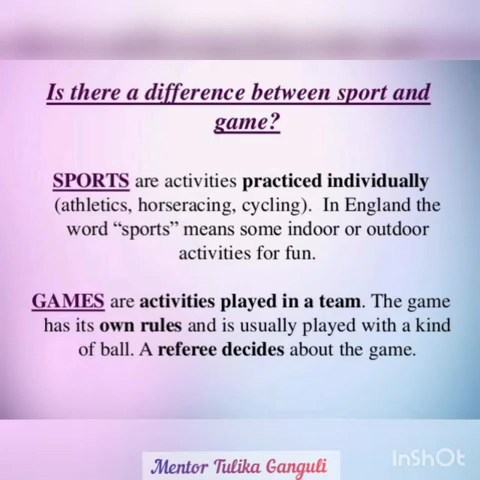 Is there a difference between sport and
game?
SPORTS are activities practiced individually
(athletics, horseracing, cycling).  In England the
word “sports” means some indoor or outdoor
activities for fun.
GAMES are activities played in a team. The game
has its own rules and is usually played with a kind
of ball. A referee decides about the game.
Mentor Tulika Ganguli
InShOt